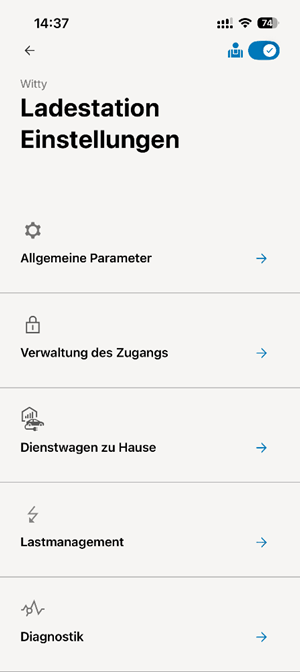 14:37
74
Witty
Ladestation
Einstellungen
Allgemeine Parameter
Verwaltung des Zugangs
Dienstwagen zu Hause
Lastmanagement
Diagnostik